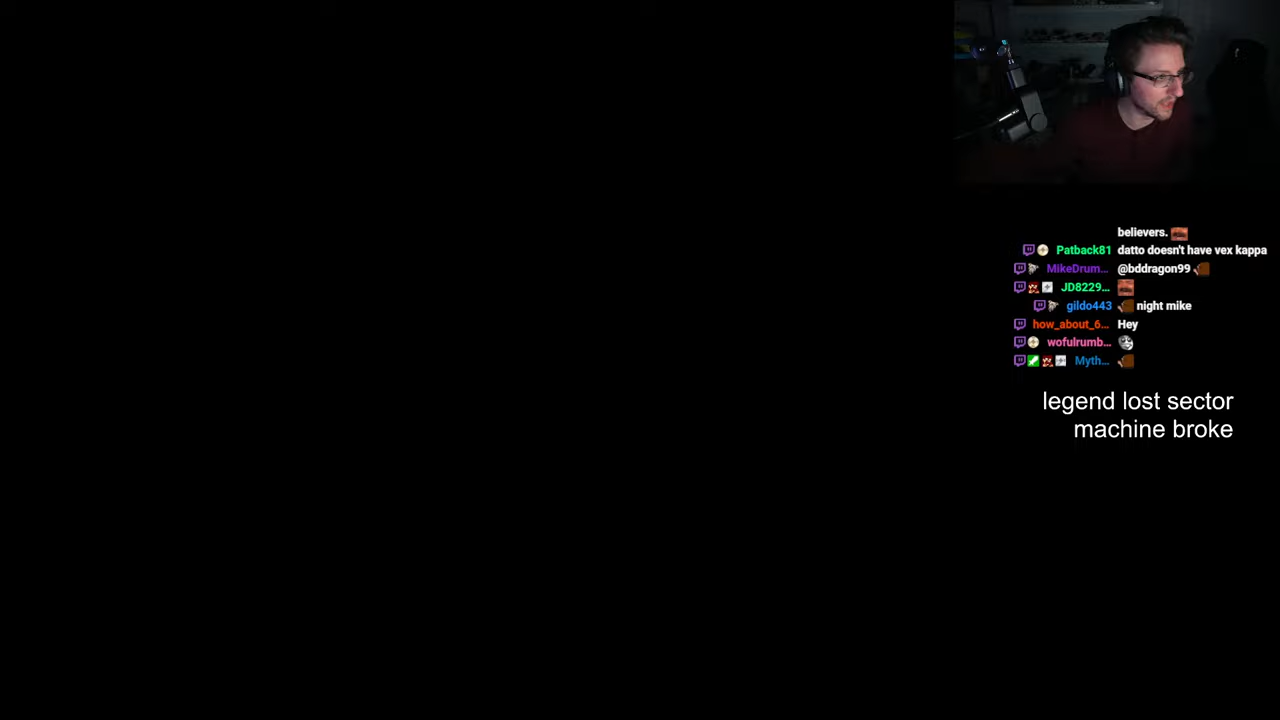 believers.
Patback81 datto doesn't have vex kappa
MikeDrum... @bddragon99
JD8229...
gildo443 night mike
how_about_6... Hey
wofulrumb...
Myth...
legend lost sector
machine broke